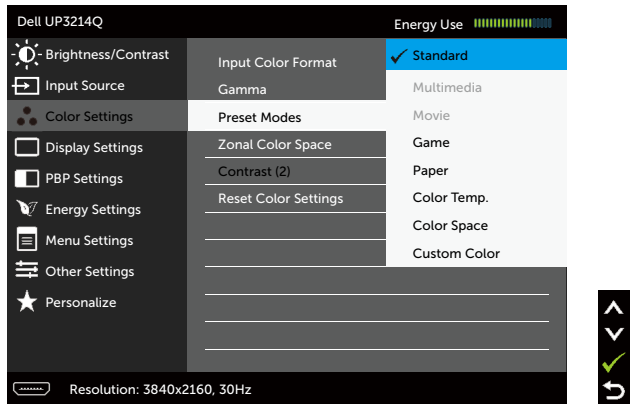 Dell UP3214Q
Energy Use
Brightness/Contrast
Input Source
Color Settings
Display Settings
PBP Settings
Energy Settings
Menu Settings
Other Settings
Personalize
Input Color Format
Gamma
Preset Modes
Zonal Color Space
Contrast (2)
Reset Color Settings
Standard
Multimedia
Movie
Game
Paper
Color Temp.
Color Space
Custom Color
Resolution: 3840x2160, 30Hz